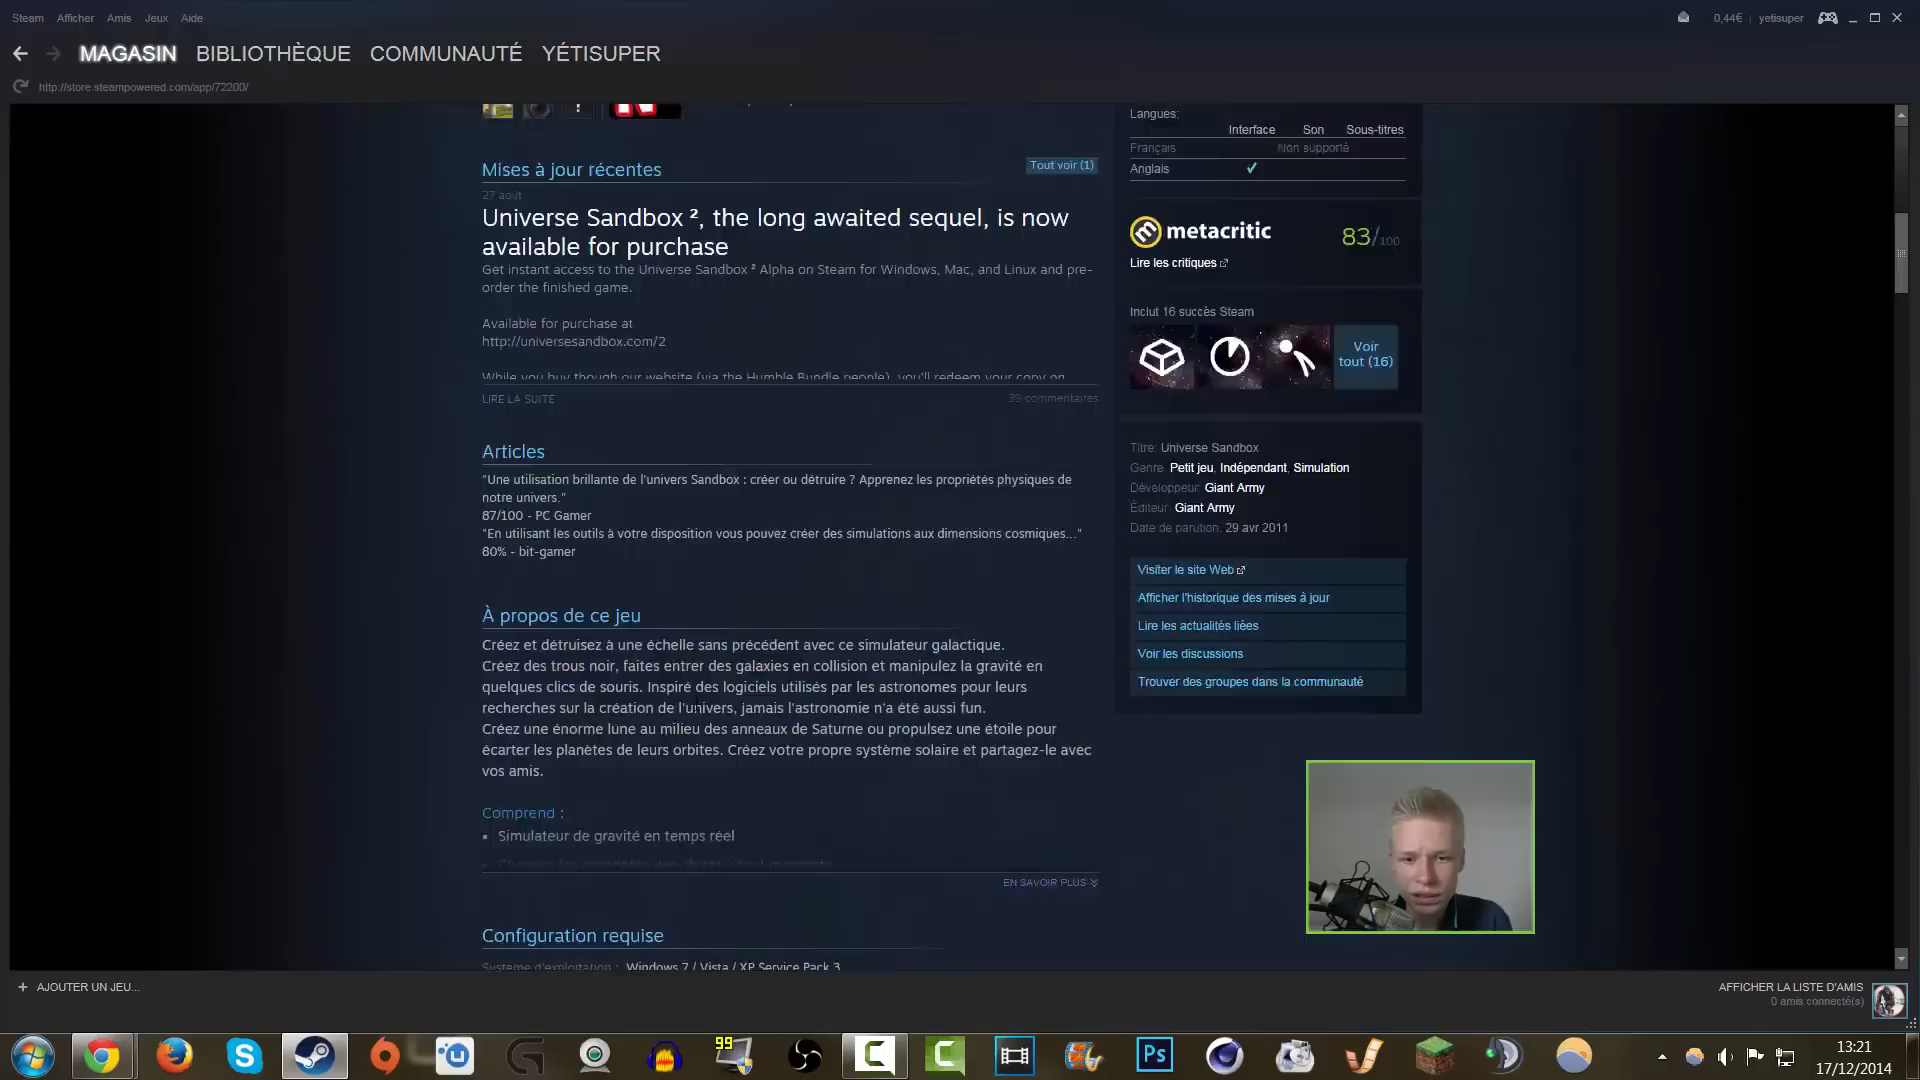 Steam Afficher Amis Jeux Aide
0,44€ yetisuper
MAGASIN BIBLIOTHÈQUE COMMUNAUTÉ YÉTISUPER
http://store.steampowered.com/app/72200/
Mises à jour récentes
Tout voir (1)
27 août
Universe Sandbox ², the long awaited sequel, is now
available for purchase
Get instant access to the Universe Sandbox ² Alpha on Steam for Windows, Mac, and Linux and pre-
order the finished game.
Available for purchase at
http://universesandbox.com/2
While you buy though our website (via the Humble Bundle people), you'll redeem your copy on
LIRE LA SUITE
39 commentaires
Articles
"Une utilisation brillante de l'univers Sandbox : créer ou détruire ? Apprenez les propriétés physiques de
notre univers."
87/100 - PC Gamer
"En utilisant les outils à votre disposition vous pouvez créer des simulations aux dimensions cosmiques..."
80% - bit-gamer
À propos de ce jeu
Créez et détruisez à une échelle sans précédent avec ce simulateur galactique.
Créez des trous noir, faites entrer des galaxies en collision et manipulez la gravité en
quelques clics de souris. Inspiré des logiciels utilisés par les astronomes pour leurs
recherches sur la création de l'univers, jamais l'astronomie n'a été aussi fun.
Créez une énorme lune au milieu des anneaux de Saturne ou propulsez une étoile pour
écarter les planètes de leurs orbites. Créez votre propre système solaire et partagez-le avec
vos amis.
Comprend :
Simulateur de gravité en temps réel
EN SAVOIR PLUS
Configuration requise
Système d'exploitation : Windows 7 / Vista / XP Service Pack 3
Langues:
Interface Son Sous-titres
Français Non supporté
Anglais ✓
metacritic 83/100
Lire les critiques
Inclut 16 succès Steam
Voir
tout (16)
Titre: Universe Sandbox
Genre: Petit jeu, Indépendant, Simulation
Développeur: Giant Army
Éditeur: Giant Army
Date de parution: 29 avr 2011
Visiter le site Web
Afficher l'historique des mises à jour
Lire les actualités liées
Voir les discussions
Trouver des groupes dans la communauté
+ AJOUTER UN JEU...
AFFICHER LA LISTE D'AMIS
0 amis connecté(s)
99
Ps
13:21
17/12/2014